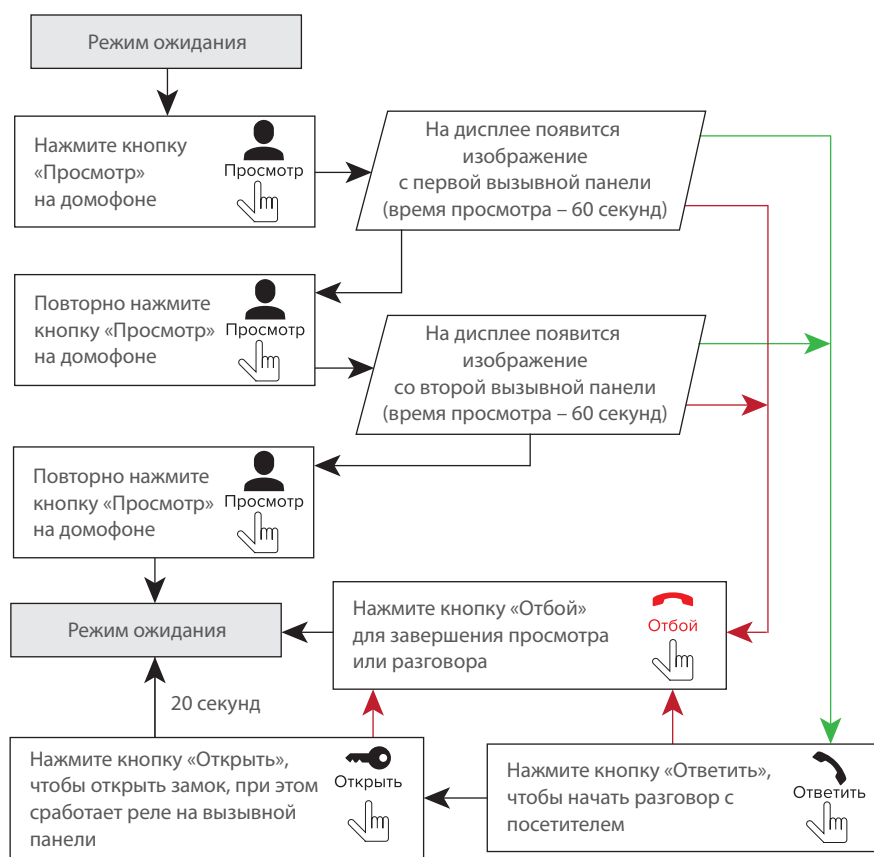 Режим ожидания
Нажмите кнопку
«Просмотр»
на домофоне
Просмотр
На дисплее появится
изображение
с первой вызывной панели
(время просмотра – 60 секунд)
Повторно нажмите
кнопку «Просмотр»
на домофоне
Просмотр
На дисплее появится
изображение
со второй вызывной панели
(время просмотра – 60 секунд)
Повторно нажмите
кнопку «Просмотр»
на домофоне
Просмотр
Режим ожидания
Нажмите кнопку «Отбой»
для завершения просмотра
или разговора
Отбой
20 секунд
Нажмите кнопку «Открыть»,
чтобы открыть замок, при этом
сработает реле на вызывной
панели
Открыть
Нажмите кнопку «Ответить»,
чтобы начать разговор с
посетителем
Ответить